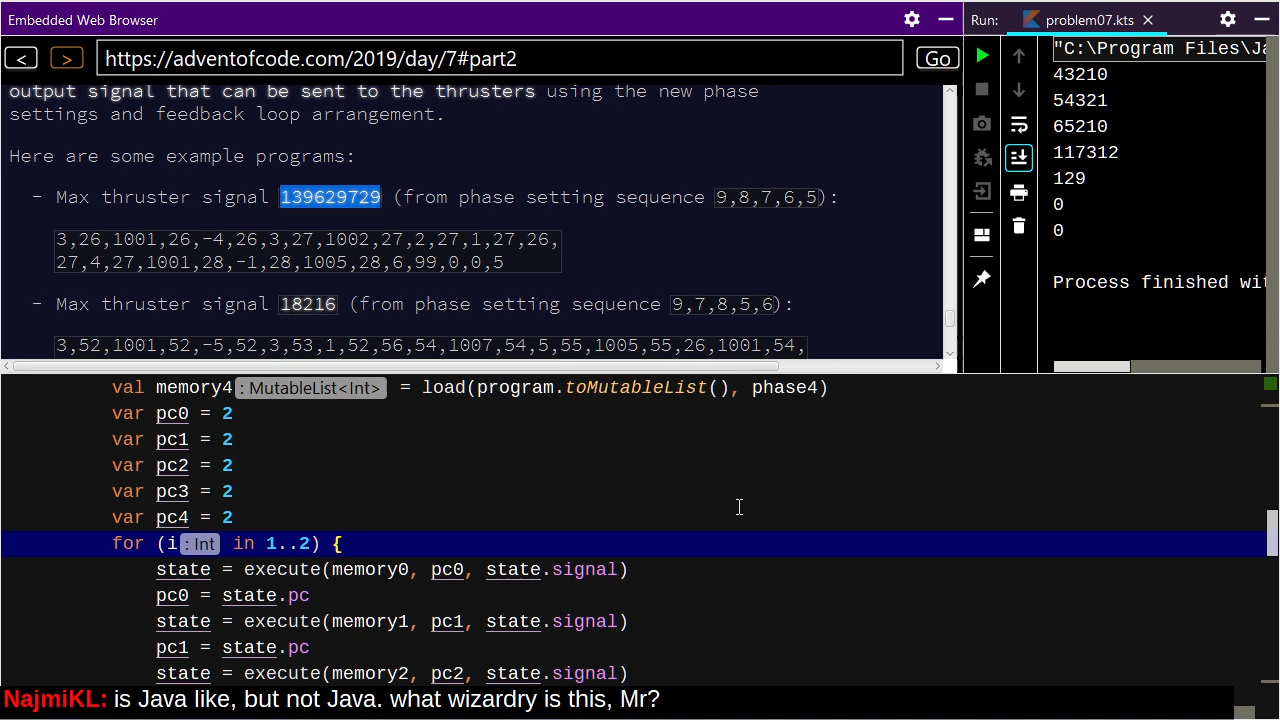 Embedded Web Browser
Run: problem07.kts
< > https://adventofcode.com/2019/day/7#part2 Go
output signal that can be sent to the thrusters using the new phase
settings and feedback loop arrangement.
Here are some example programs:
- Max thruster signal 139629729 (from phase setting sequence 9,8,7,6,5):
3,26,1001,26,-4,26,3,27,1002,27,2,27,1,27,26,
27,4,27,1001,28,-1,28,1005,28,6,99,0,0,5
- Max thruster signal 18216 (from phase setting sequence 9,7,8,5,6):
3,52,1001,52,-5,52,3,53,1,52,56,54,1007,54,5,55,1005,55,26,1001,54,
"C:\Program Files\Ja
43210
54321
65210
117312
129
0
0
Process finished wit
val memory4 : MutableList<Int> = load(program.toMutableList(), phase4)
var pc0 = 2
var pc1 = 2
var pc2 = 2
var pc3 = 2
var pc4 = 2
for (i : Int in 1..2) {
state = execute(memory0, pc0, state.signal)
pc0 = state.pc
state = execute(memory1, pc1, state.signal)
pc1 = state.pc
state = execute(memory2, pc2, state.signal)
NajmiKL: is Java like, but not Java. what wizardry is this, Mr?